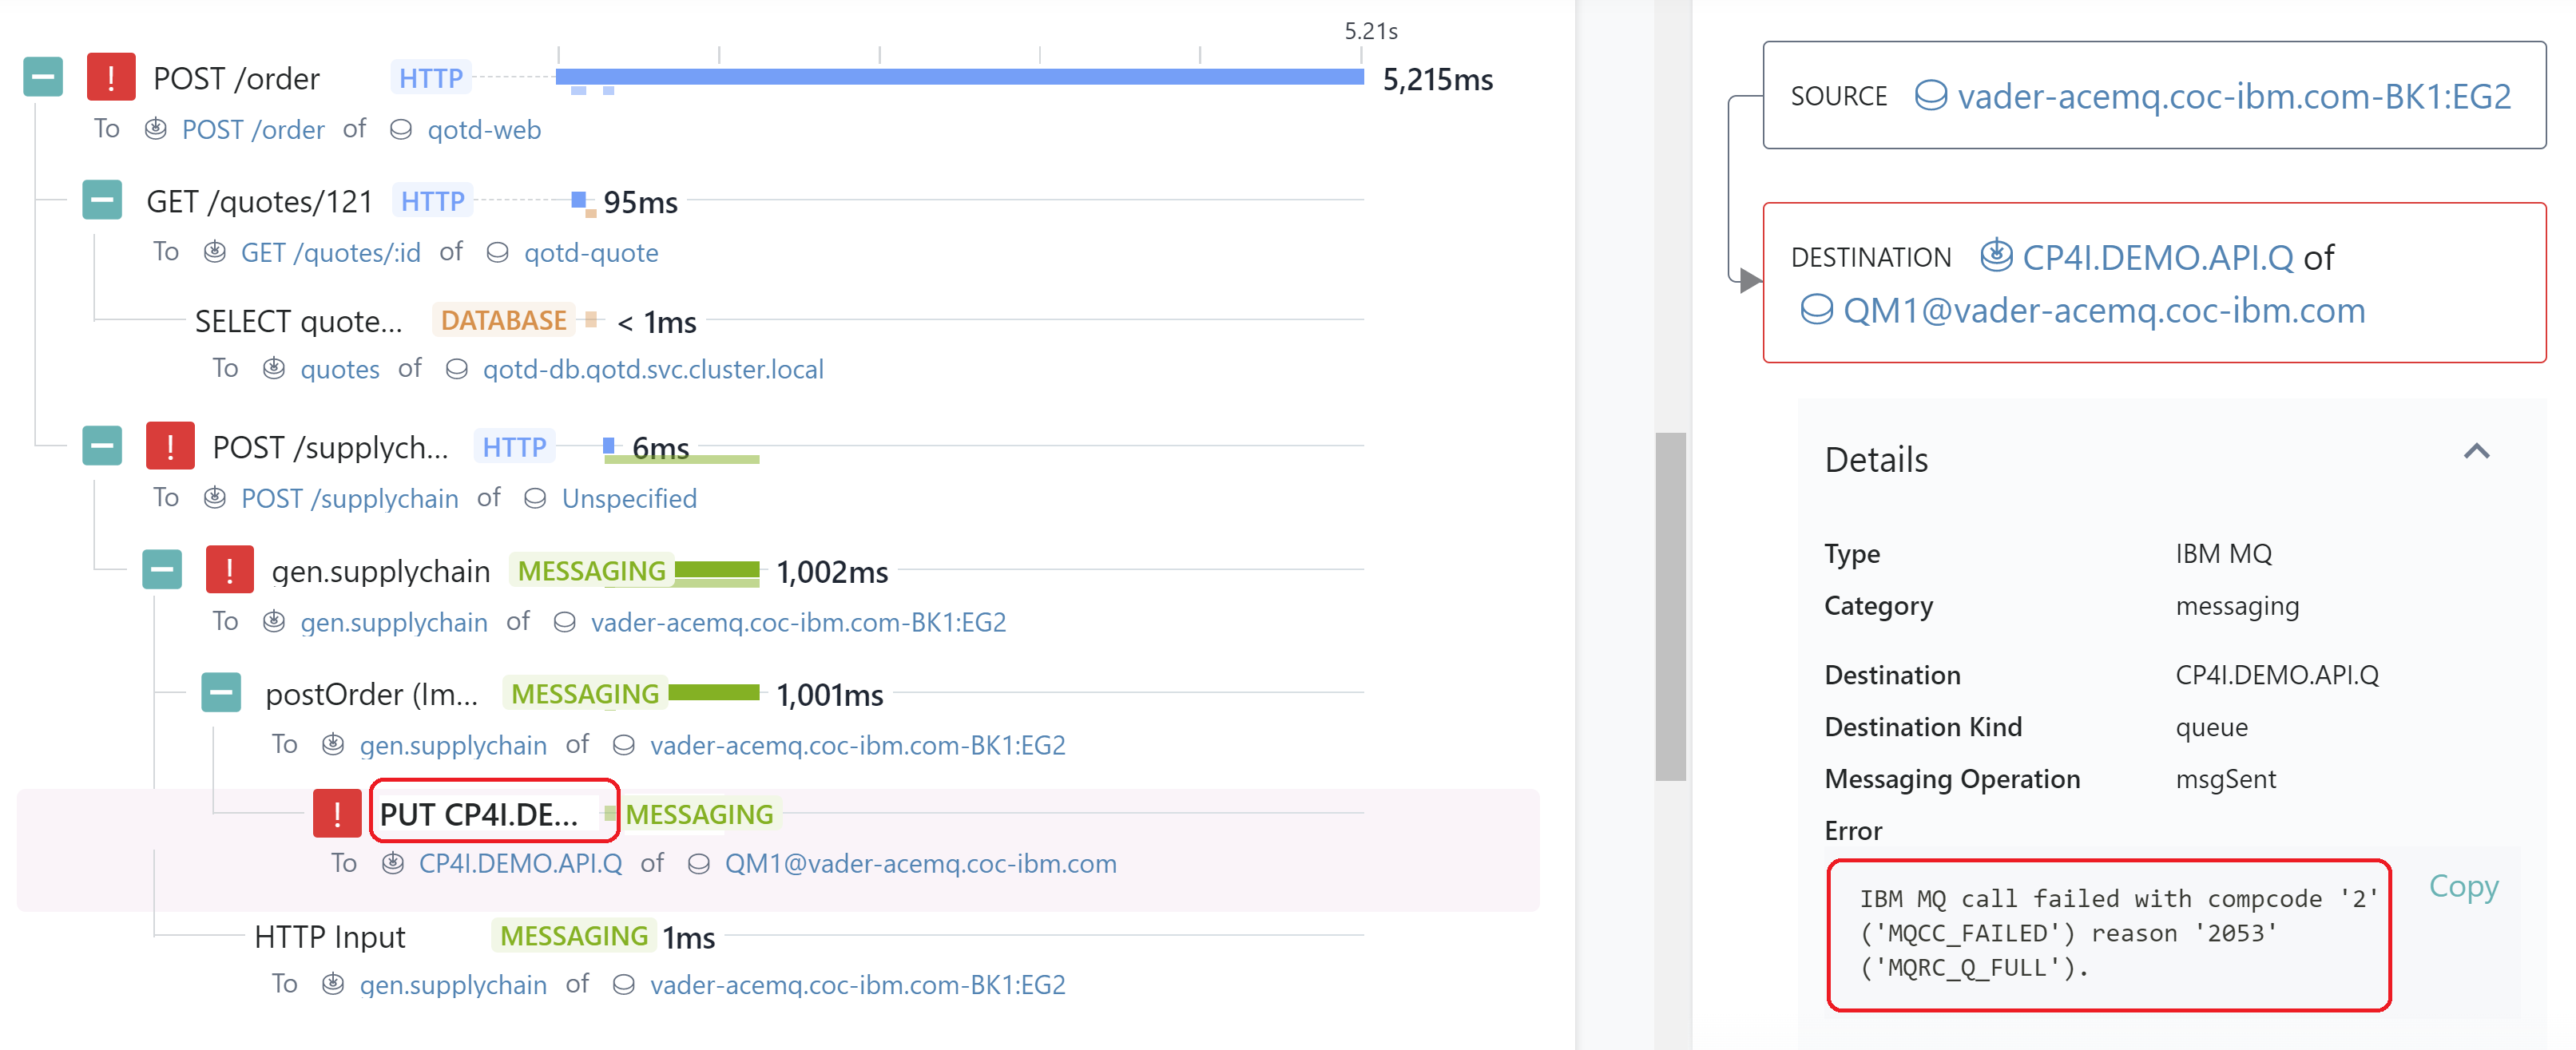 5.21s
! POST /order HTTP 5,215ms
To POST /order of qotd-web
GET /quotes/121 HTTP 95ms
To GET /quotes/:id of qotd-quote
SELECT quote... DATABASE < 1ms
To quotes of qotd-db.qotd.svc.cluster.local
! POST /supplych... HTTP 6ms
To POST /supplychain of Unspecified
! gen.supplychain MESSAGING 1,002ms
To gen.supplychain of vader-acemq.coc-ibm.com-BK1:EG2
postOrder (Im... MESSAGING 1,001ms
To gen.supplychain of vader-acemq.coc-ibm.com-BK1:EG2
! PUT CP4I.DE... MESSAGING
To CP4I.DEMO.API.Q of QM1@vader-acemq.coc-ibm.com
HTTP Input MESSAGING 1ms
To gen.supplychain of vader-acemq.coc-ibm.com-BK1:EG2
SOURCE vader-acemq.coc-ibm.com-BK1:EG2
DESTINATION CP4I.DEMO.API.Q of
QM1@vader-acemq.coc-ibm.com
Details
Type IBM MQ
Category messaging
Destination CP4I.DEMO.API.Q
Destination Kind queue
Messaging Operation msgSent
Error
IBM MQ call failed with compcode '2'
('MQCC_FAILED') reason '2053'
('MQRC_Q_FULL').
Copy